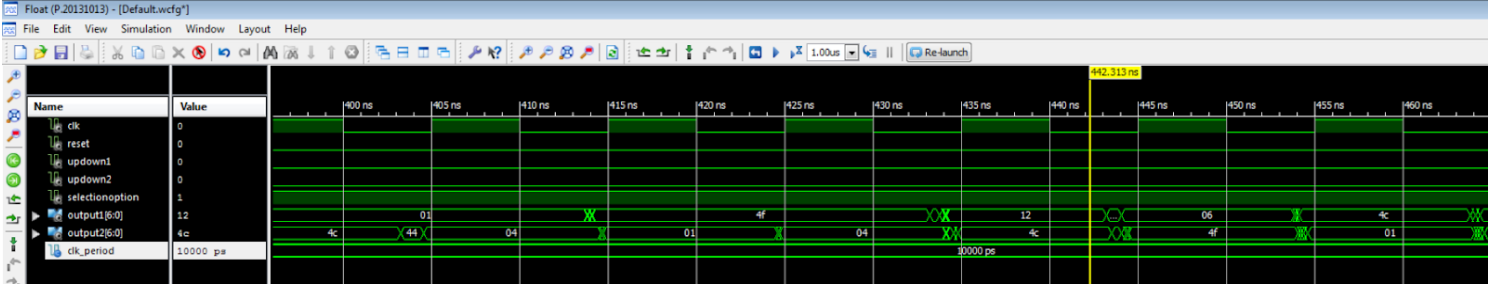 Float (P.20131013) - [Default.wcfg*]
File Edit View Simulation Window Layout Help
1.00us Re-launch
442.313 ns
Name Value 400 ns 405 ns 410 ns 415 ns 420 ns 425 ns 430 ns 435 ns 440 ns 445 ns 450 ns 455 ns 460 ns
clk 0
reset 0
updown1 0
updown2 0
selectionoption 1
output1[6:0] 12 01 4f 12 ... 06 4c
output2[6:0] 4c 4c 44 04 01 04 4c 4f 01
clk_period 10000 ps 10000 ps